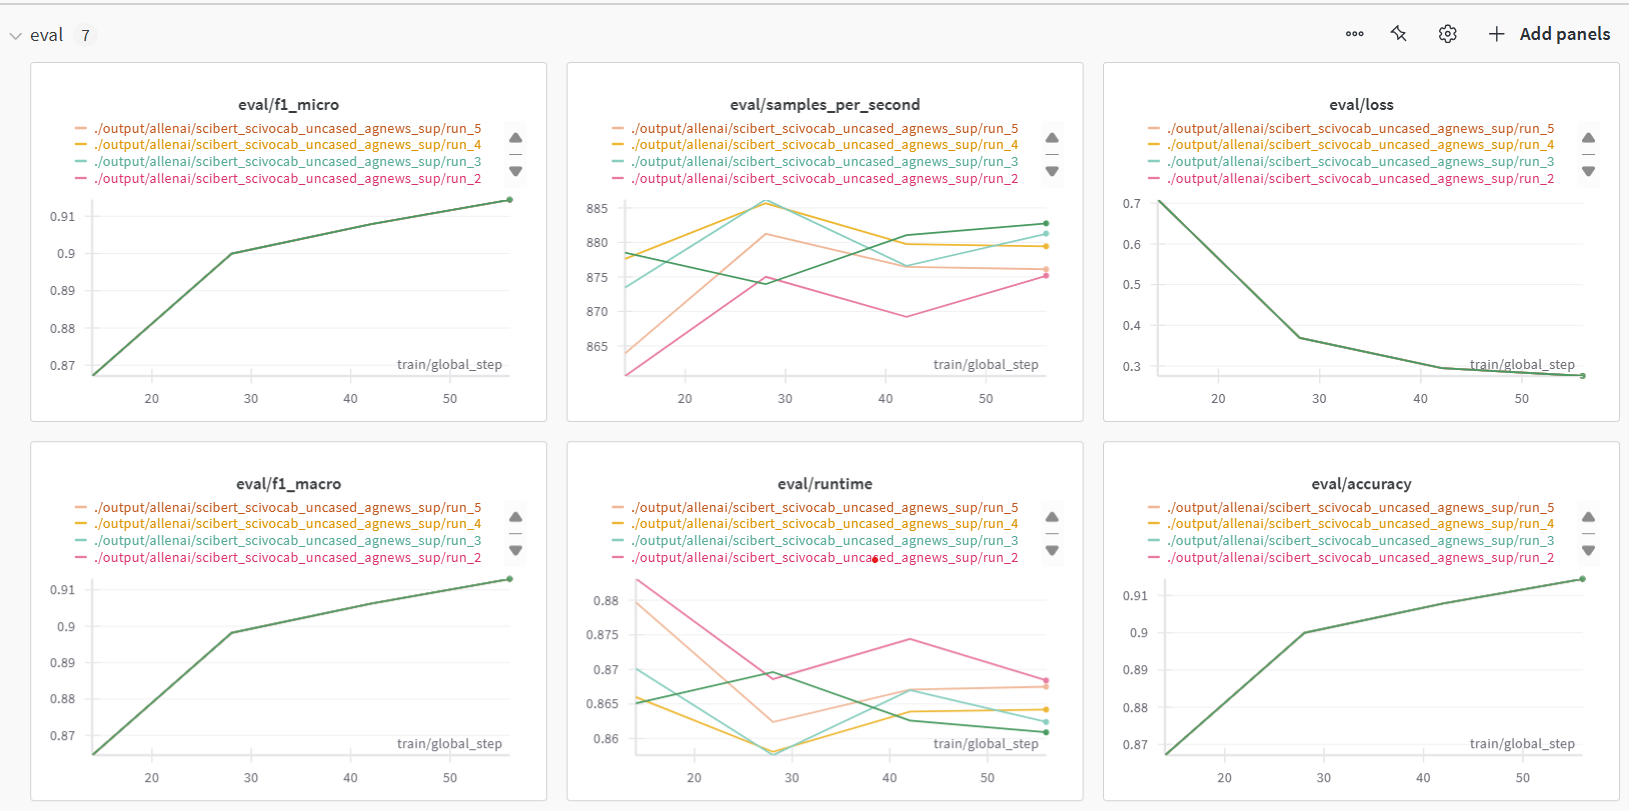 eval 7
Add panels
eval/f1_micro
./output/allenai/scibert_scivocab_uncased_agnews_sup/run_5
./output/allenai/scibert_scivocab_uncased_agnews_sup/run_4
./output/allenai/scibert_scivocab_uncased_agnews_sup/run_3
./output/allenai/scibert_scivocab_uncased_agnews_sup/run_2
0.91
0.9
0.89
0.88
0.87
train/global_step
20 30 40 50
eval/samples_per_second
./output/allenai/scibert_scivocab_uncased_agnews_sup/run_5
./output/allenai/scibert_scivocab_uncased_agnews_sup/run_4
./output/allenai/scibert_scivocab_uncased_agnews_sup/run_3
./output/allenai/scibert_scivocab_uncased_agnews_sup/run_2
885
880
875
870
865
train/global_step
20 30 40 50
eval/loss
./output/allenai/scibert_scivocab_uncased_agnews_sup/run_5
./output/allenai/scibert_scivocab_uncased_agnews_sup/run_4
./output/allenai/scibert_scivocab_uncased_agnews_sup/run_3
./output/allenai/scibert_scivocab_uncased_agnews_sup/run_2
0.7
0.6
0.5
0.4
0.3
train/global_step
20 30 40 50
eval/f1_macro
./output/allenai/scibert_scivocab_uncased_agnews_sup/run_5
./output/allenai/scibert_scivocab_uncased_agnews_sup/run_4
./output/allenai/scibert_scivocab_uncased_agnews_sup/run_3
./output/allenai/scibert_scivocab_uncased_agnews_sup/run_2
0.91
0.9
0.89
0.88
0.87
train/global_step
20 30 40 50
eval/runtime
./output/allenai/scibert_scivocab_uncased_agnews_sup/run_5
./output/allenai/scibert_scivocab_uncased_agnews_sup/run_4
./output/allenai/scibert_scivocab_uncased_agnews_sup/run_3
./output/allenai/scibert_scivocab_uncased_agnews_sup/run_2
0.88
0.875
0.87
0.865
0.86
train/global_step
20 30 40 50
eval/accuracy
./output/allenai/scibert_scivocab_uncased_agnews_sup/run_5
./output/allenai/scibert_scivocab_uncased_agnews_sup/run_4
./output/allenai/scibert_scivocab_uncased_agnews_sup/run_3
./output/allenai/scibert_scivocab_uncased_agnews_sup/run_2
0.91
0.9
0.89
0.88
0.87
train/global_step
20 30 40 50